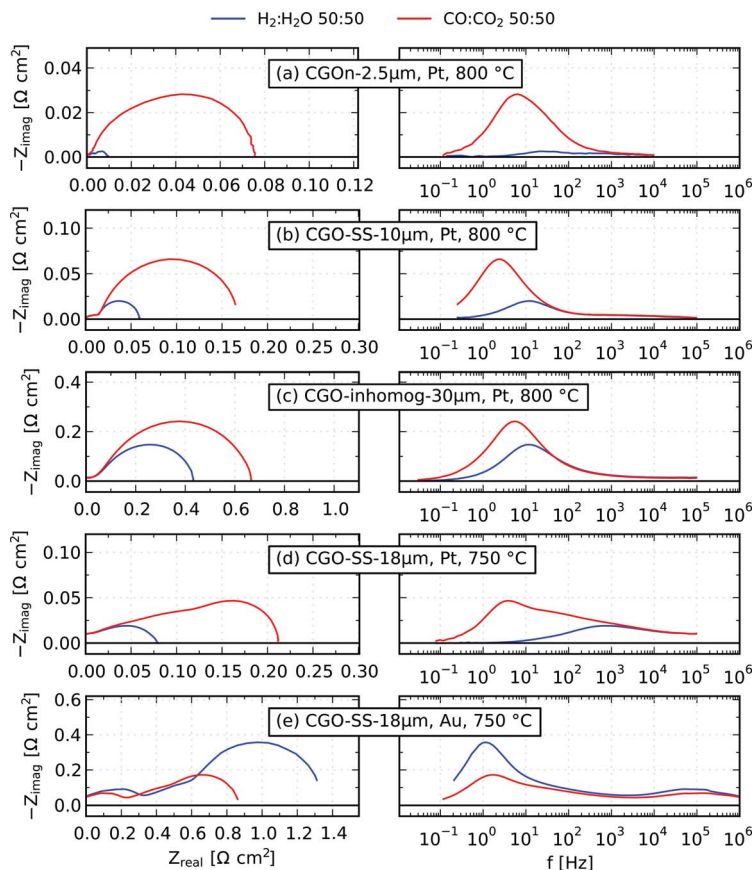 H₂:H₂O 50:50 CO:CO₂ 50:50
(a) CGOn-2.5µm, Pt, 800 °C
−Z_imag [Ω cm²]
0.04
0.02
0.00
0.00 0.02 0.04 0.06 0.08 0.10 0.12
10⁻¹ 10⁰ 10¹ 10² 10³ 10⁴ 10⁵ 10⁶
(b) CGO-SS-10µm, Pt, 800 °C
−Z_imag [Ω cm²]
0.10
0.05
0.00
0.00 0.05 0.10 0.15 0.20 0.25 0.30
10⁻¹ 10⁰ 10¹ 10² 10³ 10⁴ 10⁵ 10⁶
(c) CGO-inhomog-30µm, Pt, 800 °C
−Z_imag [Ω cm²]
0.4
0.2
0.0
0.0 0.2 0.4 0.6 0.8 1.0
10⁻¹ 10⁰ 10¹ 10² 10³ 10⁴ 10⁵ 10⁶
(d) CGO-SS-18µm, Pt, 750 °C
−Z_imag [Ω cm²]
0.10
0.05
0.00
0.00 0.05 0.10 0.15 0.20 0.25 0.30
10⁻¹ 10⁰ 10¹ 10² 10³ 10⁴ 10⁵ 10⁶
(e) CGO-SS-18µm, Au, 750 °C
−Z_imag [Ω cm²]
0.6
0.4
0.2
0.0
0.0 0.2 0.4 0.6 0.8 1.0 1.2 1.4
10⁻¹ 10⁰ 10¹ 10² 10³ 10⁴ 10⁵ 10⁶
Z_real [Ω cm²] f [Hz]